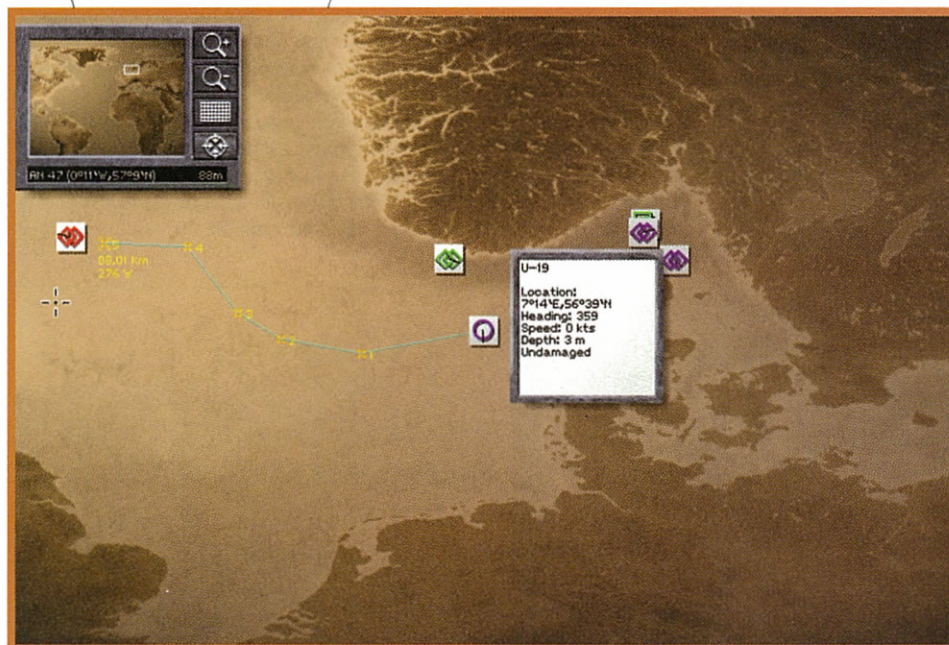 AN 47 (0°11'W,57°9'N) 88m
4
88.01 Km
276 W
3
2
1
U-19
Location:
7°14'E,56°39'N
Heading: 359
Speed: 0 kts
Depth: 3 m
Undamaged